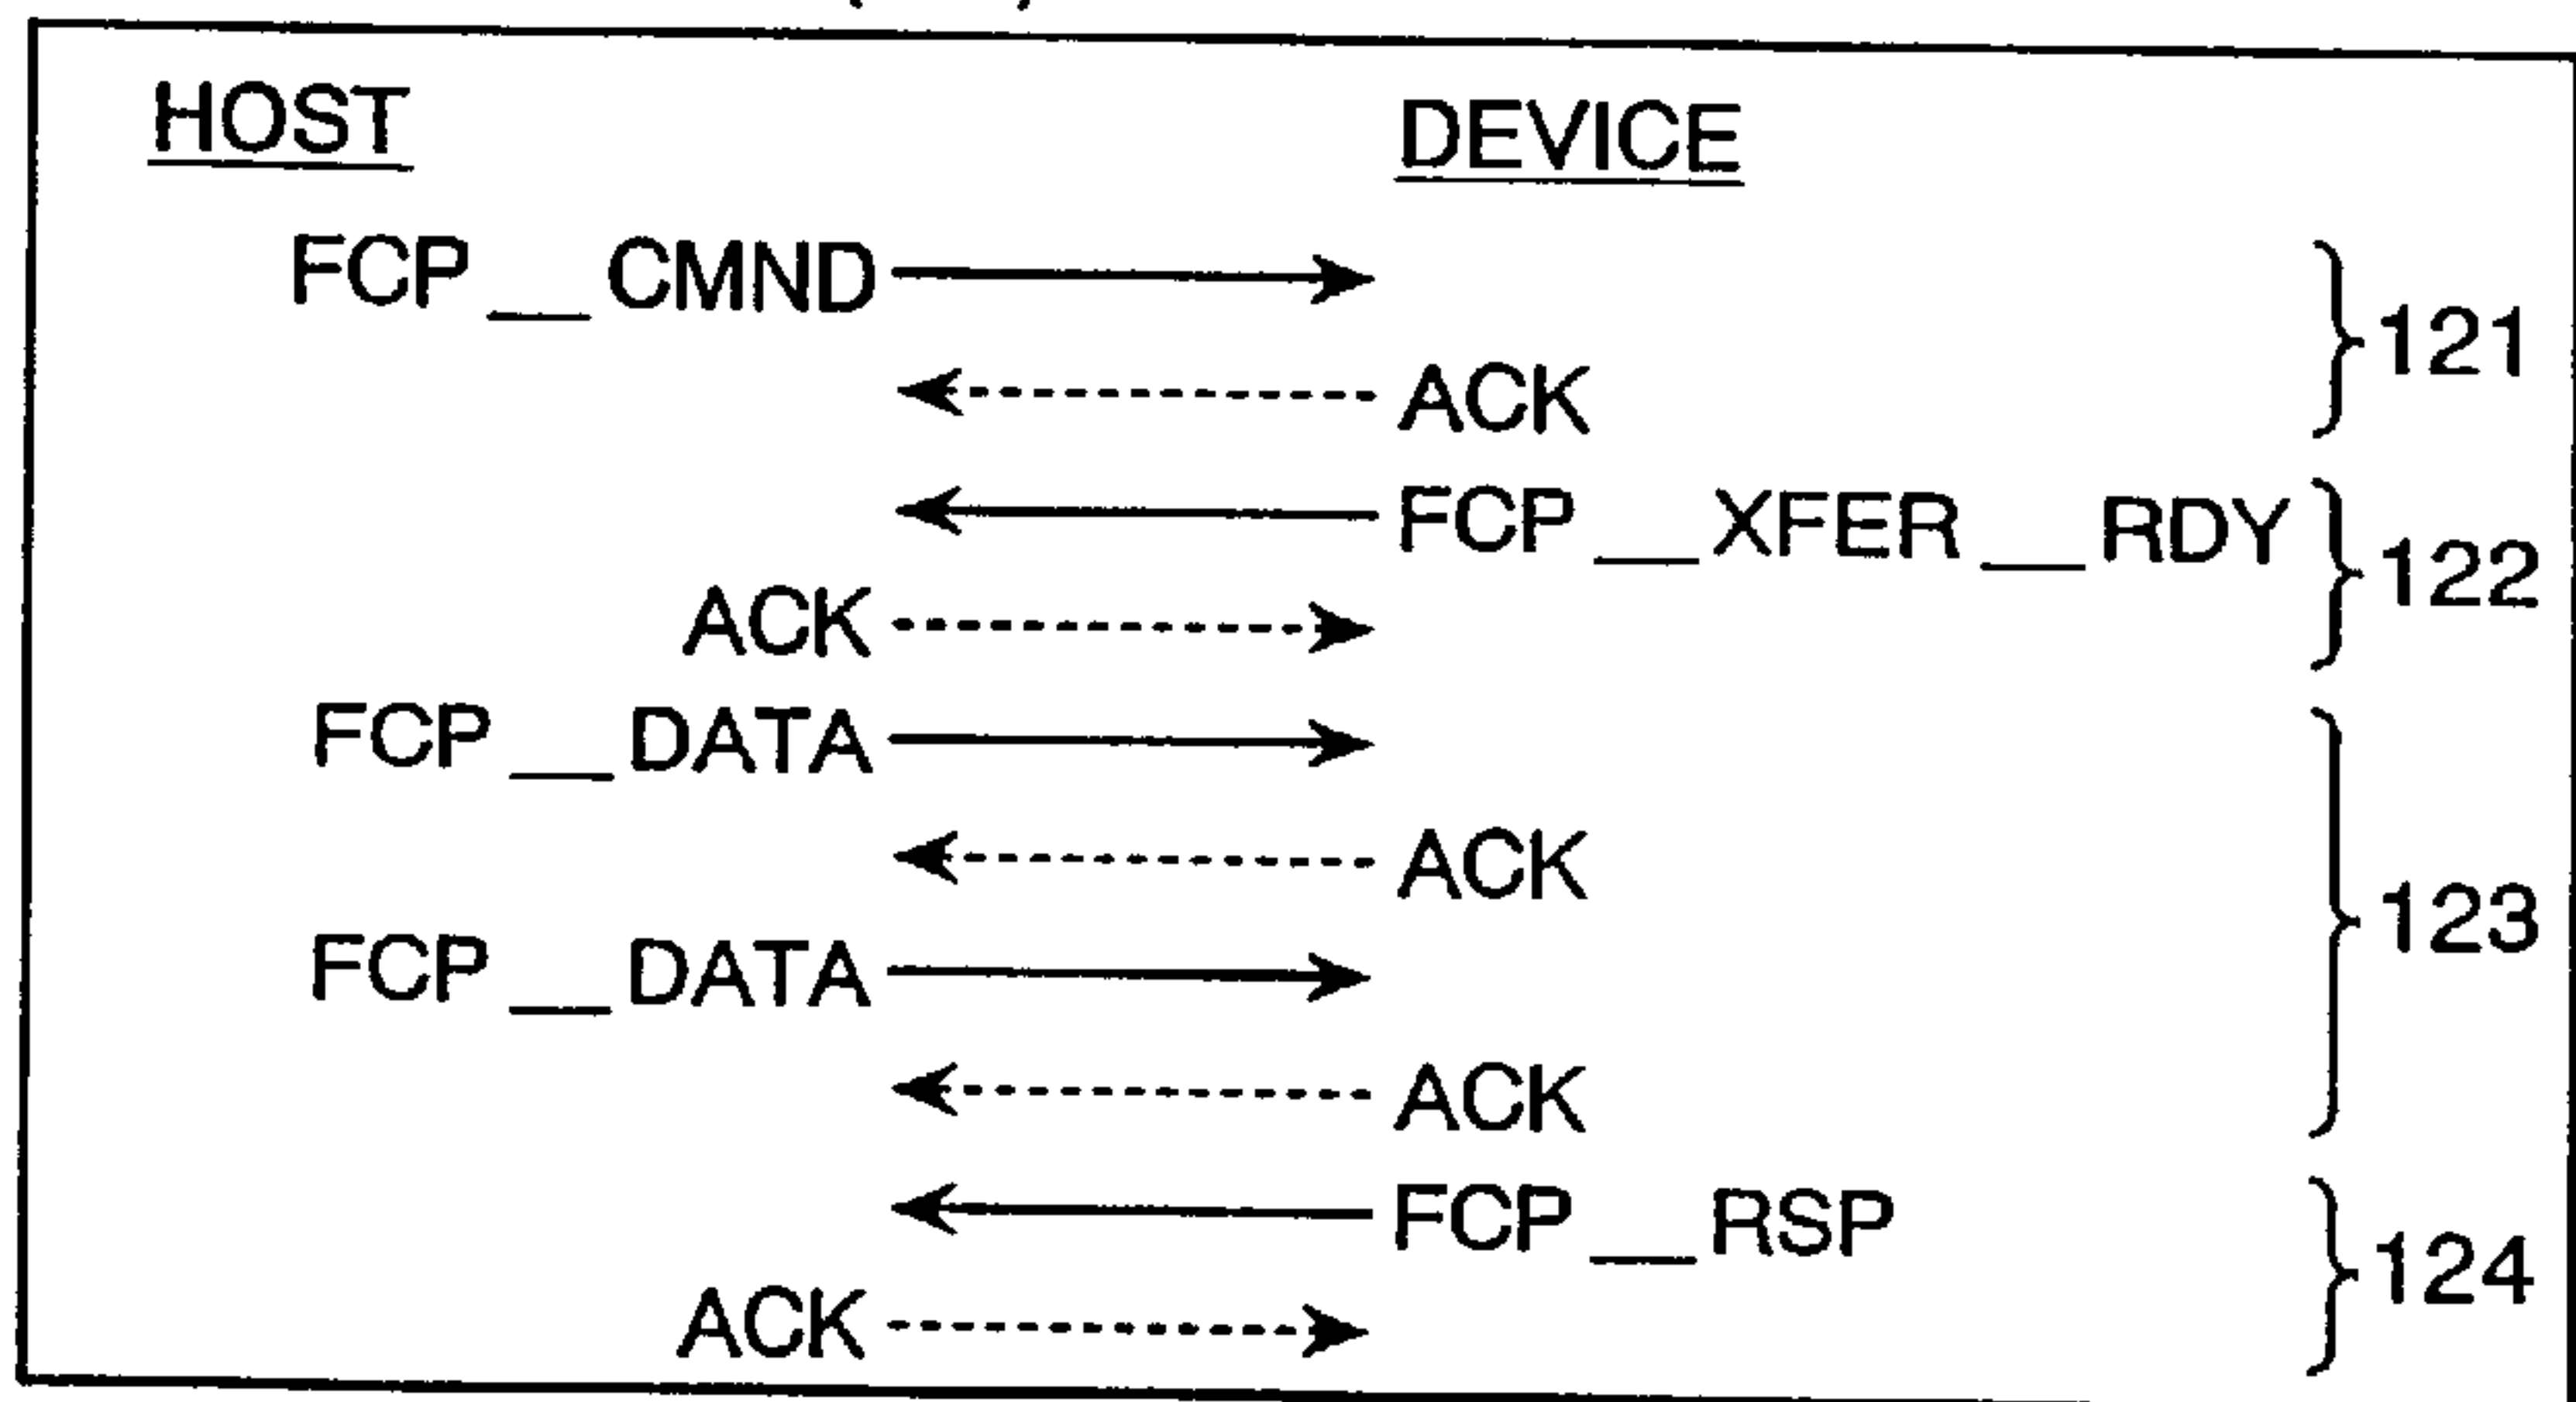 HOST DEVICE
FCP__CMND
121
ACK
FCP__XFER__RDY
122
ACK
FCP__DATA
ACK
123
FCP__DATA
ACK
FCP__RSP
124
ACK